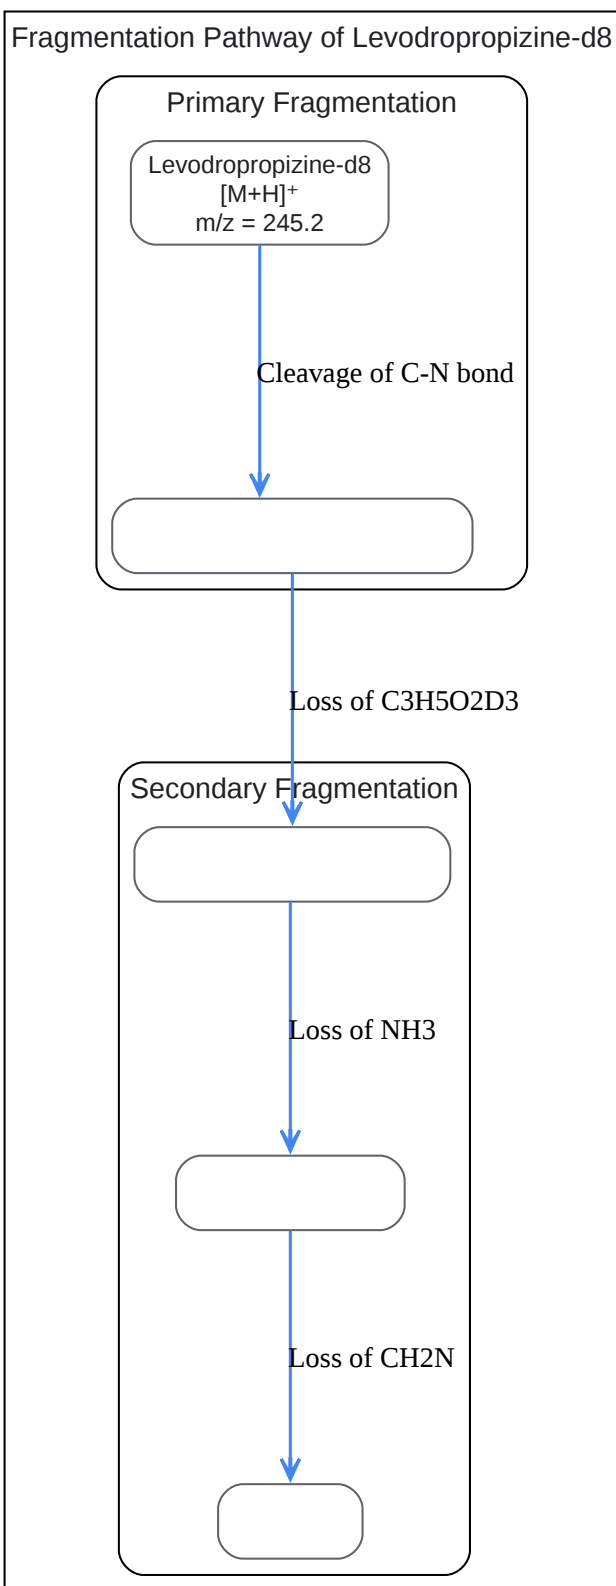 Fragmentation Pathway of Levodropropizine-d8
Primary Fragmentation
Levodropropizine-d8
[M+H]⁺
m/z = 245.2
Cleavage of C-N bond
Loss of C3H5O2D3
Secondary Fragmentation
Loss of NH3
Loss of CH2N